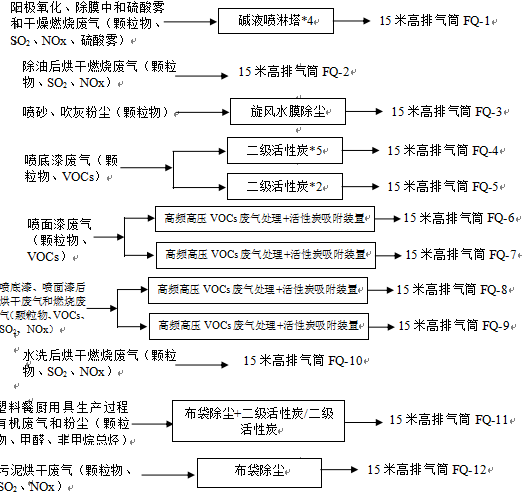 阳极氧化、除膜中和硫酸雾
和干燥燃烧废气（颗粒物、
SO₂、NOx、硫酸雾）
碱液喷淋塔*4
15 米高排气筒 FQ-1
除油后烘干燃烧废气（颗粒
物、SO₂、NOx）
15 米高排气筒 FQ-2
喷砂、吹灰粉尘（颗粒物）
旋风水膜除尘
15 米高排气筒 FQ-3
喷底漆废气（颗
粒物、VOCs）
二级活性炭*5
15 米高排气筒 FQ-4
二级活性炭*2
15 米高排气筒 FQ-5
喷面漆废气
（颗粒物、
VOCs）
高频高压 VOCs 废气处理+活性炭吸附装置
15 米高排气筒 FQ-6
高频高压 VOCs 废气处理+活性炭吸附装置
15 米高排气筒 FQ-7
喷底漆、喷面漆后
烘干废气和燃烧废
气（颗粒物、VOCs、
SO₂、NOx）
高频高压 VOCs 废气处理+活性炭吸附装置
15 米高排气筒 FQ-8
高频高压 VOCs 废气处理+活性炭吸附装置
15 米高排气筒 FQ-9
水洗后烘干燃烧废气（颗粒
物、SO₂、NOx）
15 米高排气筒 FQ-10
塑料餐厨用具生产过程
有机废气和粉尘（颗粒
物、甲醛、非甲烷总烃）
布袋除尘+二级活性炭/二级
活性炭
15 米高排气筒 FQ-11
污泥烘干废气（颗粒物、
SO₂、NOx）
布袋除尘
15 米高排气筒 FQ-12